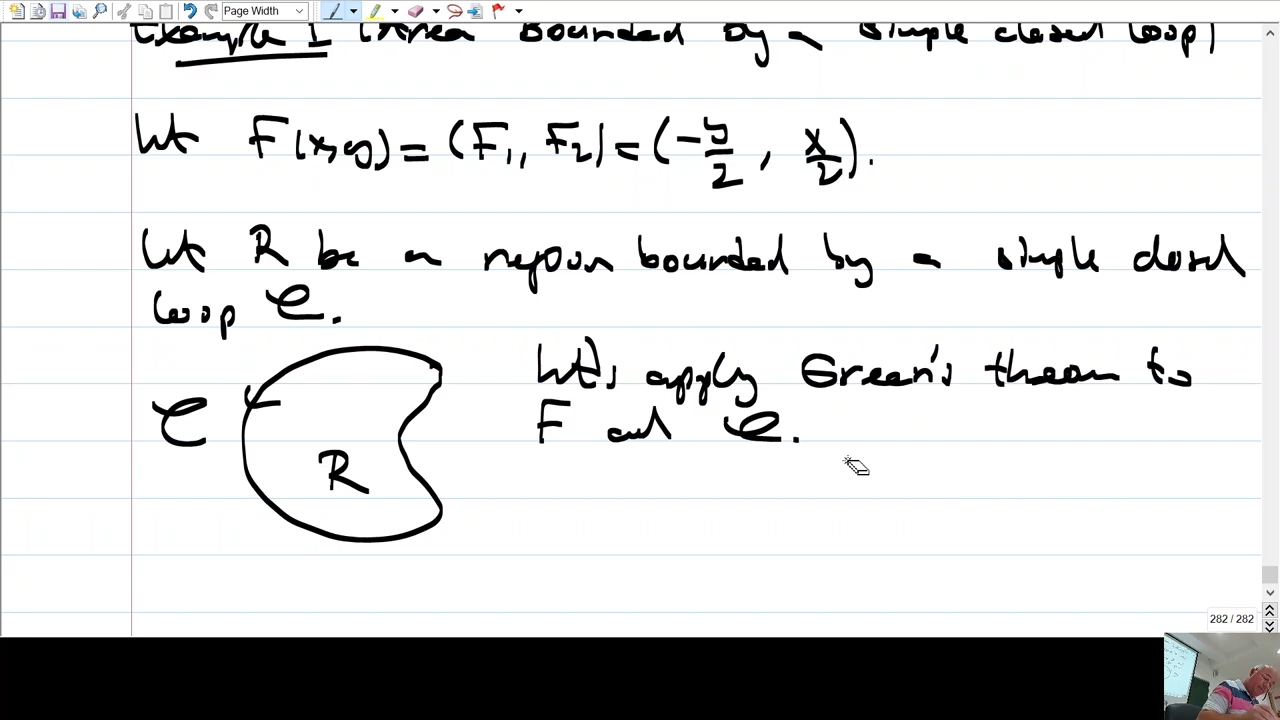 Page Width
Example 1 (Area Bounded by a simple closed loop)
Let F(x,y) = (F₁, F₂) = (-y/2, x/2).
Let R be a region bounded by a simple closed
loop C.
C
R
Let's apply Green's theorem to
F and C.
282 / 282